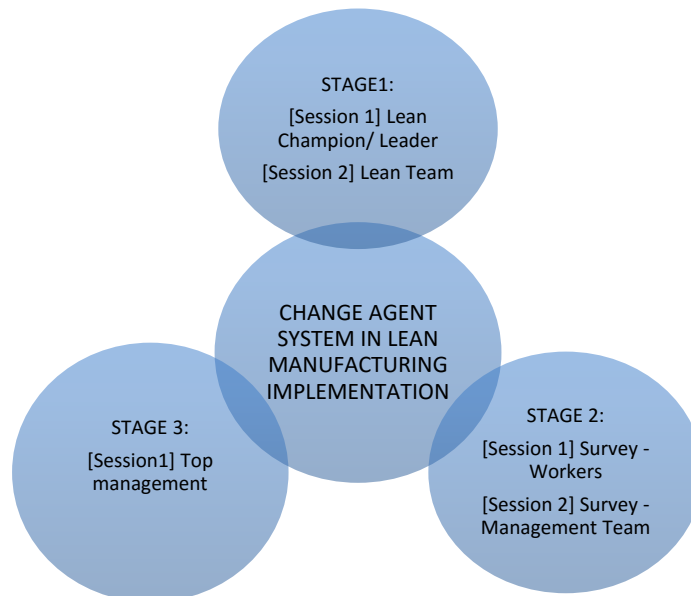 STAGE1:
[Session 1] Lean
Champion/ Leader
[Session 2] Lean Team
CHANGE AGENT
SYSTEM IN LEAN
MANUFACTURING
IMPLEMENTATION
STAGE 3:
[Session1] Top
management
STAGE 2:
[Session 1] Survey -
Workers
[Session 2] Survey -
Management Team